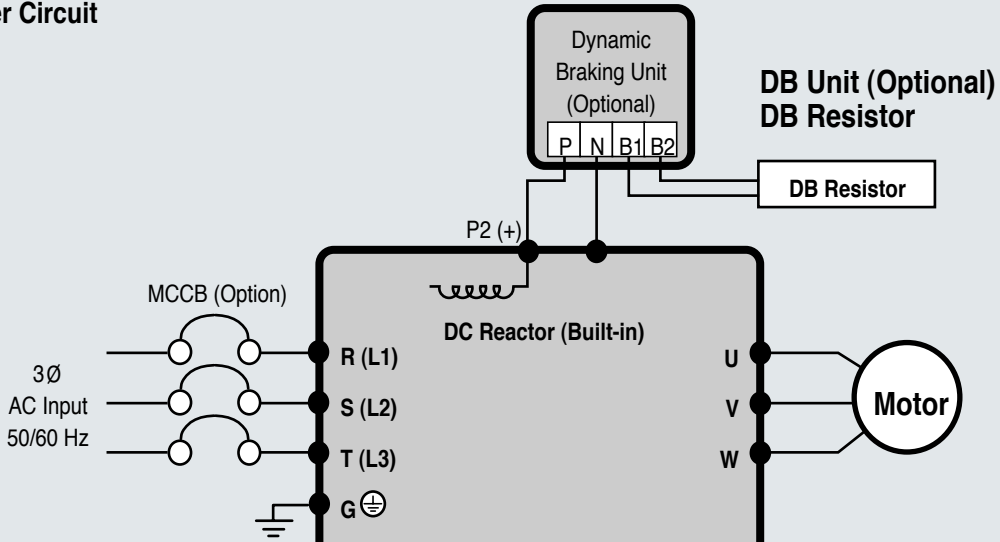 er Circuit
Dynamic
Braking Unit
(Optional)
P N B1 B2
DB Unit (Optional)
DB Resistor
DB Resistor
P2 (+)
MCCB (Option)
DC Reactor (Built-in)
3Ø
AC Input
50/60 Hz
R (L1)
S (L2)
T (L3)
G
U
V
W
Motor